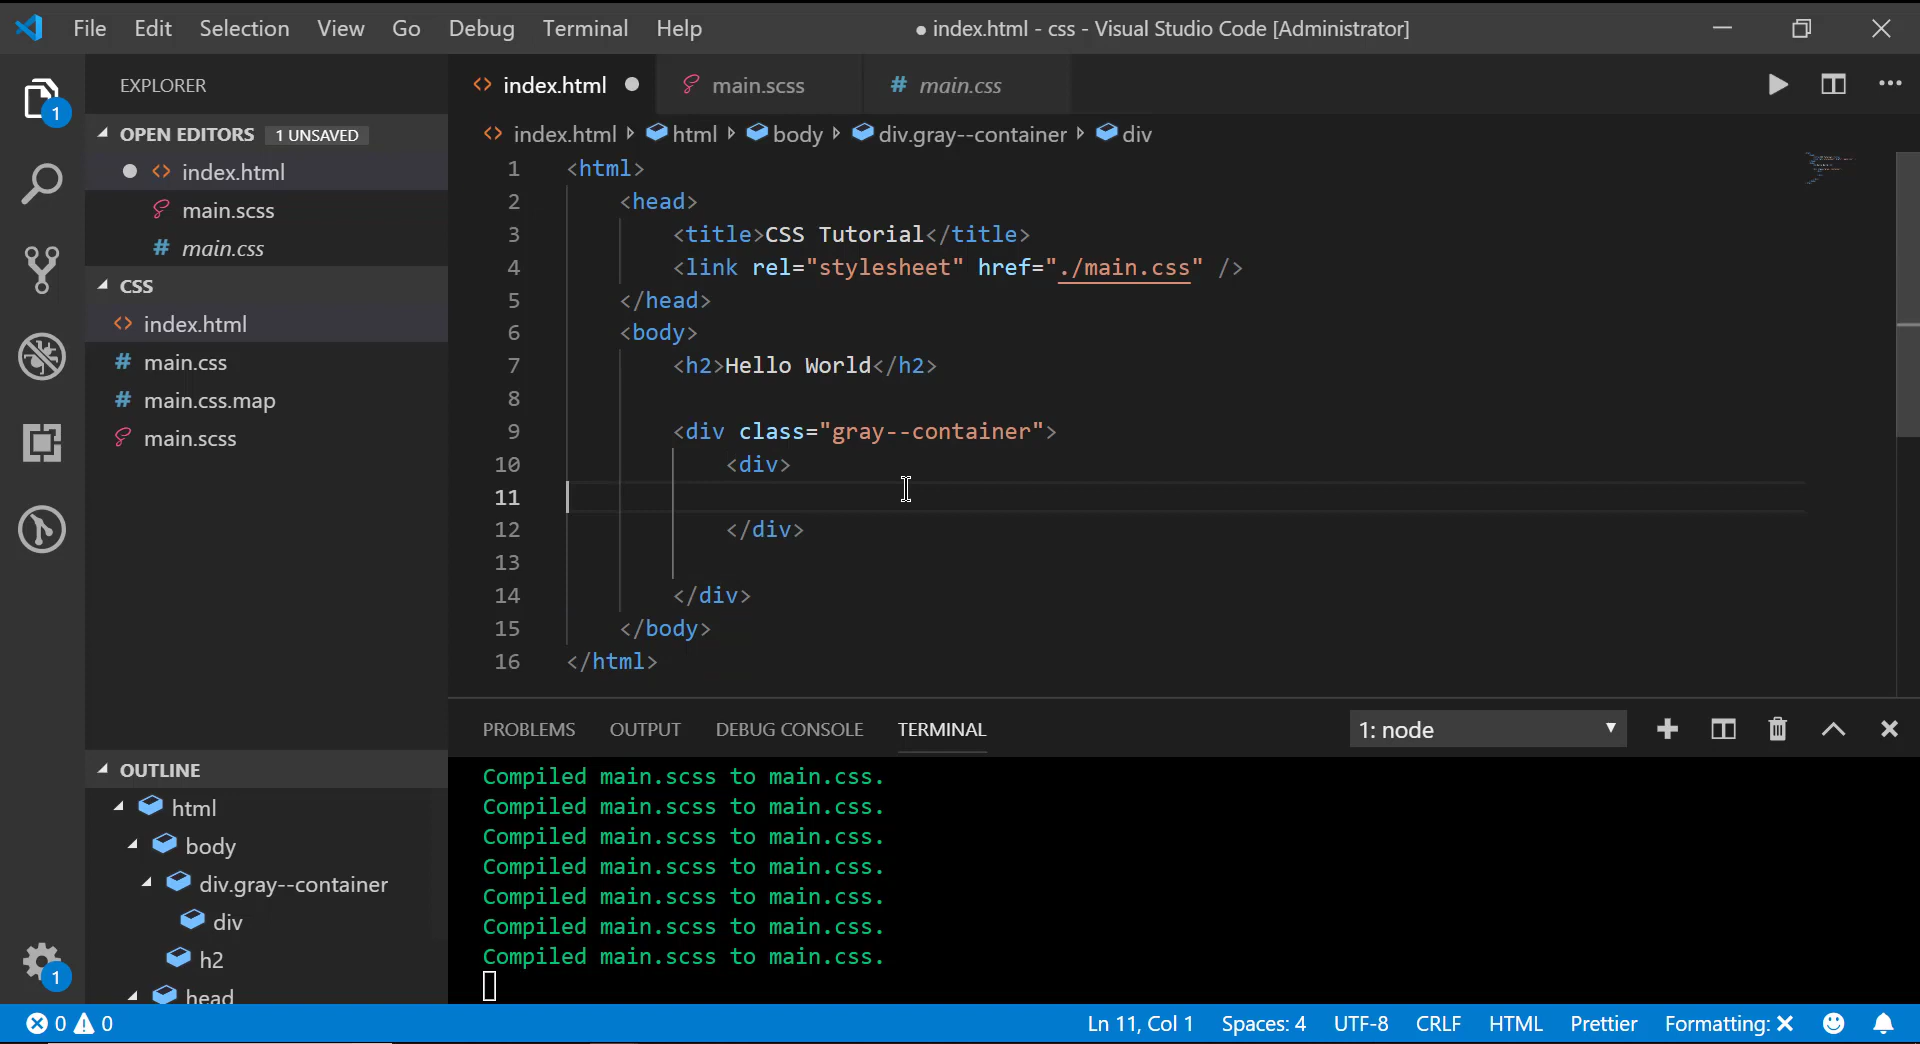 File Edit Selection View Go Debug Terminal Help
● index.html - css - Visual Studio Code [Administrator]
EXPLORER
OPEN EDITORS 1 UNSAVED
index.html
main.scss
main.css
CSS
index.html
main.css
main.css.map
main.scss
OUTLINE
html
body
div.gray--container
div
h2
head
1
1
index.html main.scss # main.css
index.html html body div.gray--container div
1 <html>
2 <head>
3 <title>CSS Tutorial</title>
4 <link rel="stylesheet" href="./main.css" />
5 </head>
6 <body>
7 <h2>Hello World</h2>
8
9 <div class="gray--container">
10 <div>
11
12 </div>
13
14 </div>
15 </body>
16 </html>
PROBLEMS OUTPUT DEBUG CONSOLE TERMINAL 1: node
Compiled main.scss to main.css.
Compiled main.scss to main.css.
Compiled main.scss to main.css.
Compiled main.scss to main.css.
Compiled main.scss to main.css.
Compiled main.scss to main.css.
Compiled main.scss to main.css.
0 0 Ln 11, Col 1 Spaces: 4 UTF-8 CRLF HTML Prettier Formatting: ✕